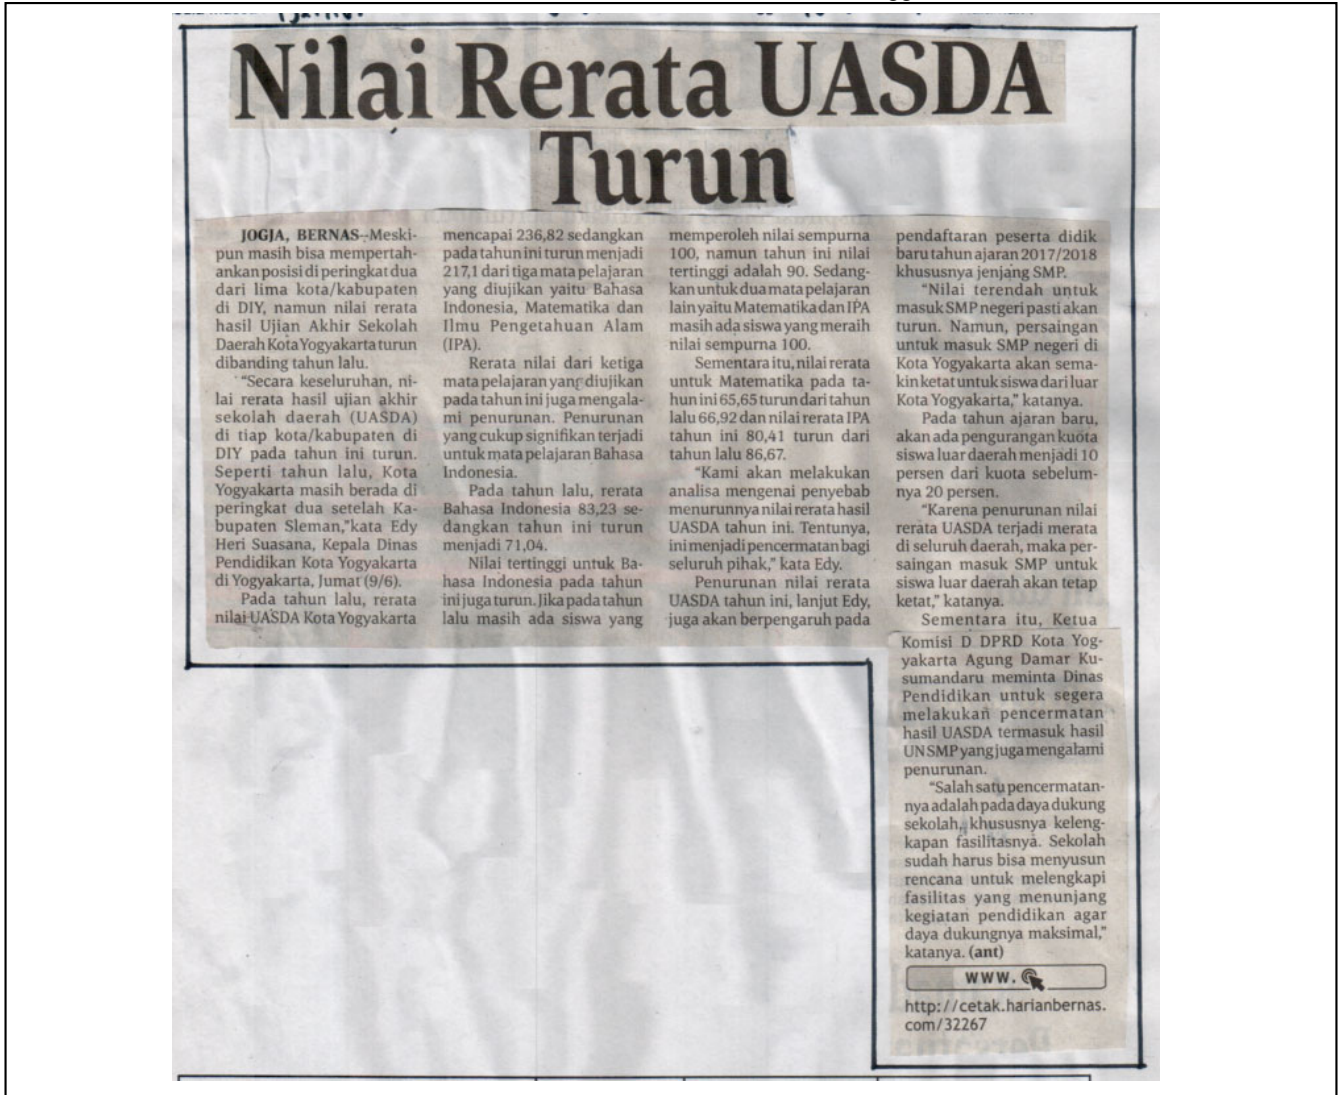 Nilai Rerata UASDA
Turun
JOGJA, BERNAS–Meski-
pun masih bisa mempertah-
ankan posisi di peringkat dua
dari lima kota/kabupaten
di DIY, namun nilai rerata
hasil Ujian Akhir Sekolah
Daerah Kota Yogyakarta turun
dibanding tahun lalu.
"Secara keseluruhan, ni-
lai rerata hasil ujian akhir
sekolah daerah (UASDA)
di tiap kota/kabupaten di
DIY pada tahun ini turun.
Seperti tahun lalu, Kota
Yogyakarta masih berada di
peringkat dua setelah Ka-
bupaten Sleman,"kata Edy
Heri Suasana, Kepala Dinas
Pendidikan Kota Yogyakarta
di Yogyakarta, Jumat (9/6).
Pada tahun lalu, rerata
nilai UASDA Kota Yogyakarta
mencapai 236,82 sedangkan
pada tahun ini turun menjadi
217,1 dari tiga mata pelajaran
yang diujikan yaitu Bahasa
Indonesia, Matematika dan
Ilmu Pengetahuan Alam
(IPA).
Rerata nilai dari ketiga
mata pelajaran yang diujikan
pada tahun ini juga mengala-
mi penurunan. Penurunan
yang cukup signifikan terjadi
untuk mata pelajaran Bahasa
Indonesia.
Pada tahun lalu, rerata
Bahasa Indonesia 83,23 se-
dangkan tahun ini turun
menjadi 71,04.
Nilai tertinggi untuk Ba-
hasa Indonesia pada tahun
ini juga turun. Jika pada tahun
lalu masih ada siswa yang
memperoleh nilai sempurna
100, namun tahun ini nilai
tertinggi adalah 90. Sedang-
kan untuk dua mata pelajaran
lain yaitu Matematika dan IPA
masih ada siswa yang meraih
nilai sempurna 100.
Sementara itu, nilai rerata
untuk Matematika pada ta-
hun ini 65,65 turun dari tahun
lalu 66,92 dan nilai rerata IPA
tahun ini 80,41 turun dari
tahun lalu 86,67.
"Kami akan melakukan
analisa mengenai penyebab
menurunnya nilai rerata hasil
UASDA tahun ini. Tentunya,
ini menjadi pencermatan bagi
seluruh pihak," kata Edy.
Penurunan nilai rerata
UASDA tahun ini, lanjut Edy,
juga akan berpengaruh pada
pendaftaran peserta didik
baru tahun ajaran 2017/2018
khususnya jenjang SMP.
"Nilai terendah untuk
masuk SMP negeri pasti akan
turun. Namun, persaingan
untuk masuk SMP negeri di
Kota Yogyakarta akan sema-
kin ketat untuk siswa dari luar
Kota Yogyakarta," katanya.
Pada tahun ajaran baru,
akan ada pengurangan kuota
siswa luar daerah menjadi 10
persen dari kuota sebelum-
nya 20 persen.
"Karena penurunan nilai
rerata UASDA terjadi merata
di seluruh daerah, maka per-
saingan masuk SMP untuk
siswa luar daerah akan tetap
ketat," katanya.
Sementara itu, Ketua
Komisi D DPRD Kota Yog-
yakarta Agung Damar Ku-
sumandaru meminta Dinas
Pendidikan untuk segera
melakukan pencermatan
hasil UASDA termasuk hasil
UN SMP yang juga mengalami
penurunan.
"Salah satu pencermatan-
nya adalah pada daya dukung
sekolah, khususnya keleng-
kapan fasilitasnya. Sekolah
sudah harus bisa menyusun
rencana untuk melengkapi
fasilitas yang menunjang
kegiatan pendidikan agar
daya dukungnya maksimal,"
katanya. (ant)
www.
http://cetak.harianbernas.
com/32267